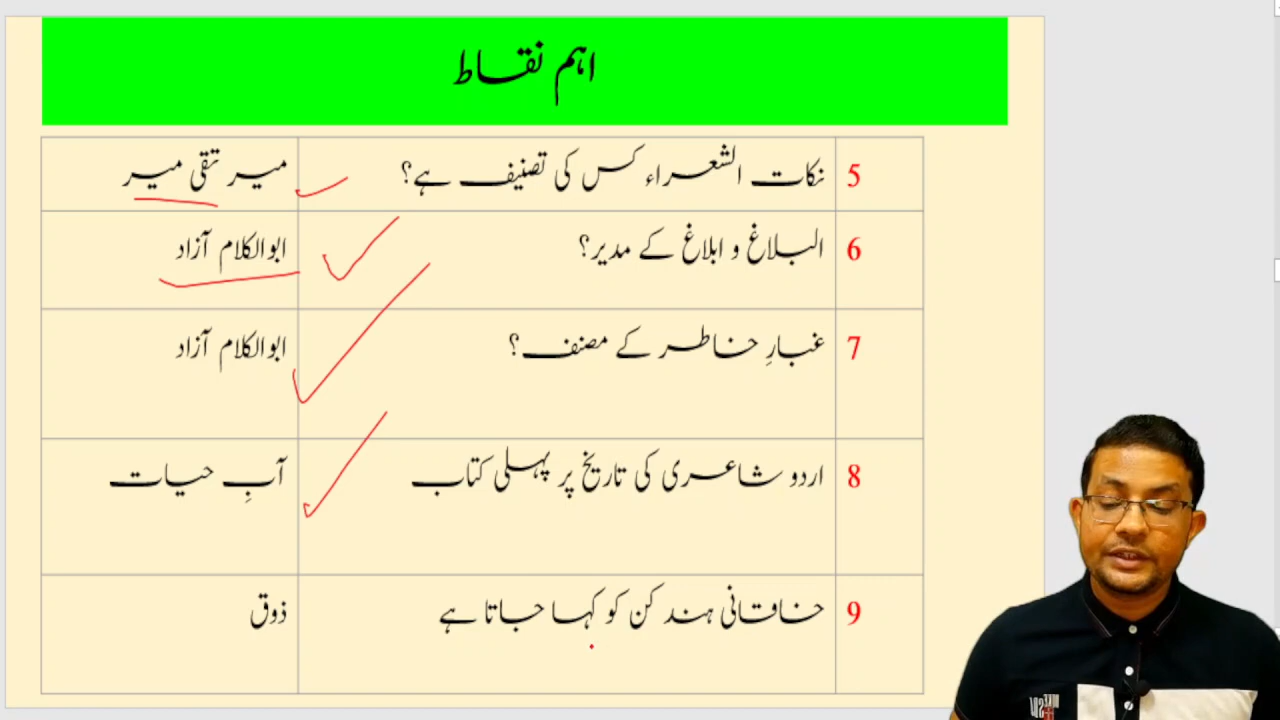 اہم نقاط
5 نکات الشعراء کس کی تصنیف ہے؟ میر تقی میر
6 البلاغ و ابلاغ کے مدیر؟ ابوالکلام آزاد
7 غبارِ خاطر کے مصنف؟ ابوالکلام آزاد
8 اردو شاعری کی تاریخ پر پہلی کتاب آبِ حیات
9 خاقانی ہند کن کو کہا جاتا ہے ذوق